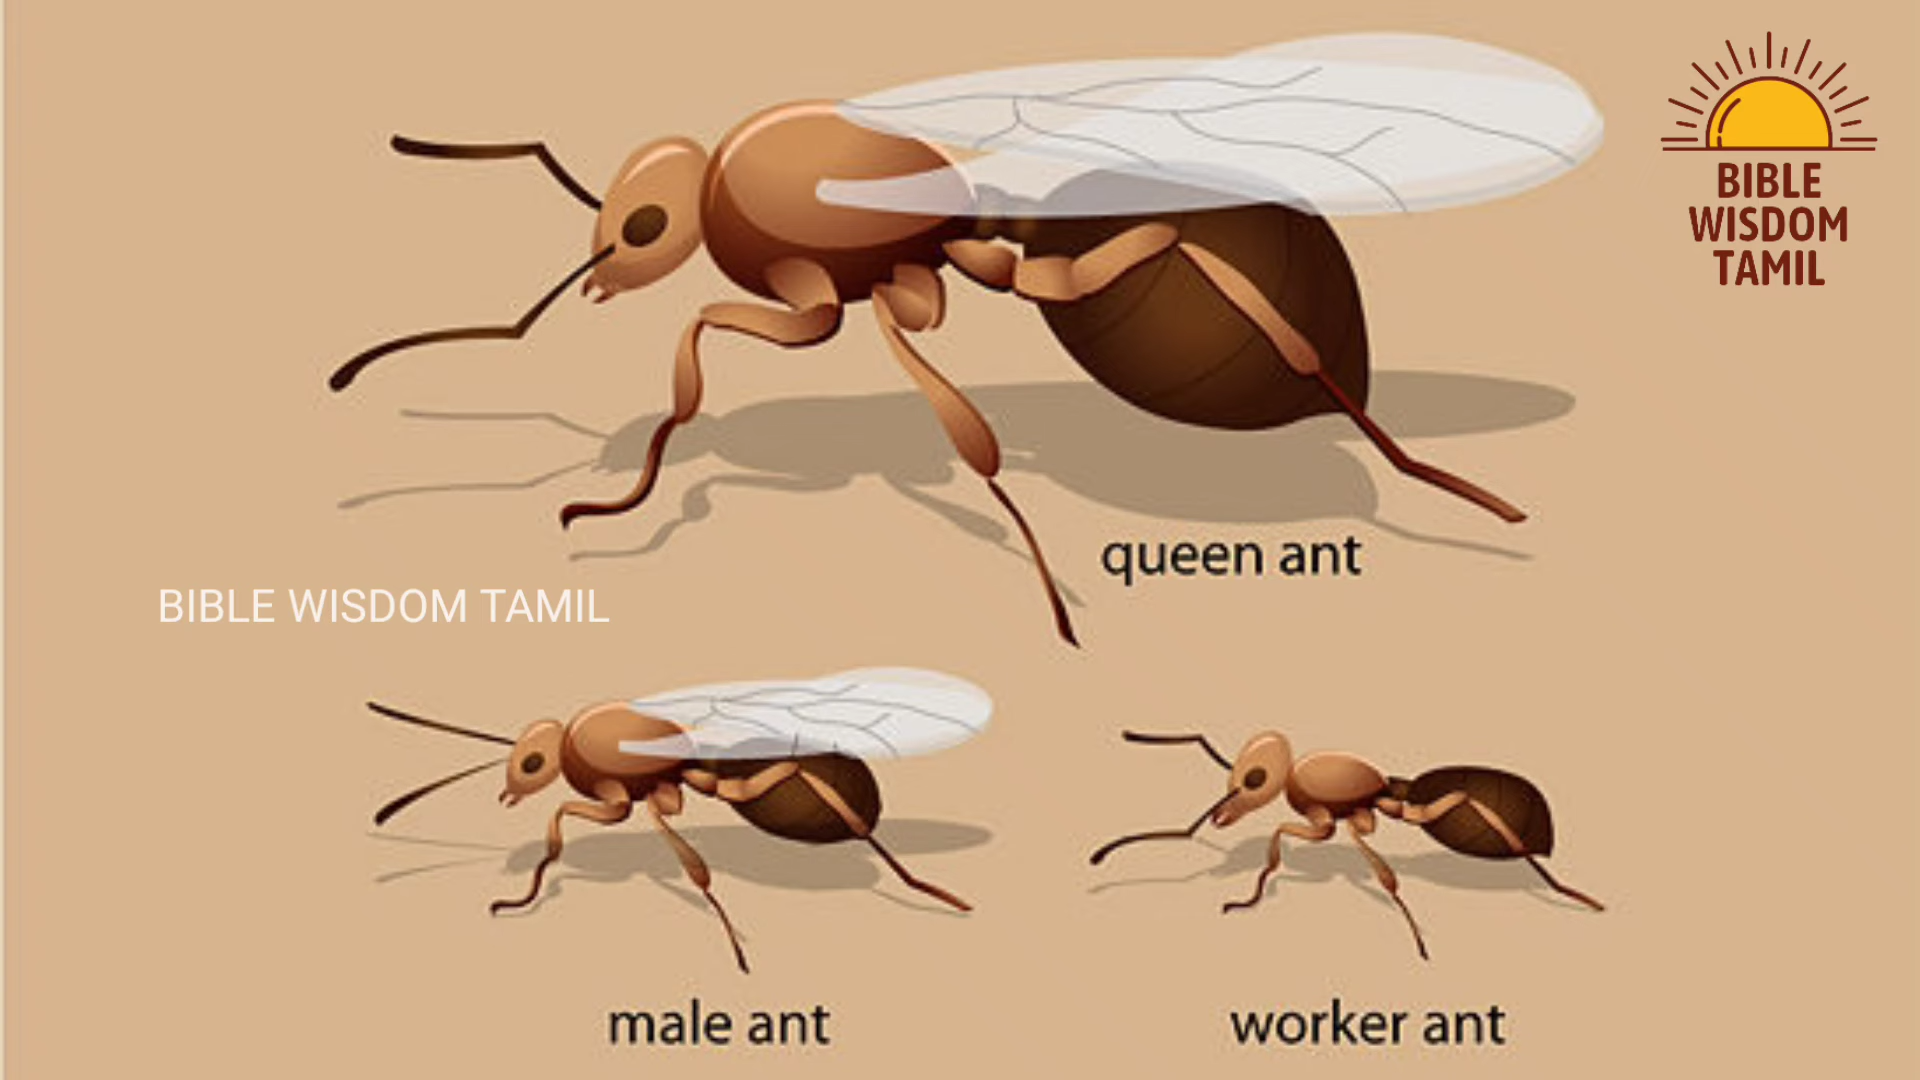 BIBLE
WISDOM
TAMIL
queen ant
BIBLE WISDOM TAMIL
male ant
worker ant